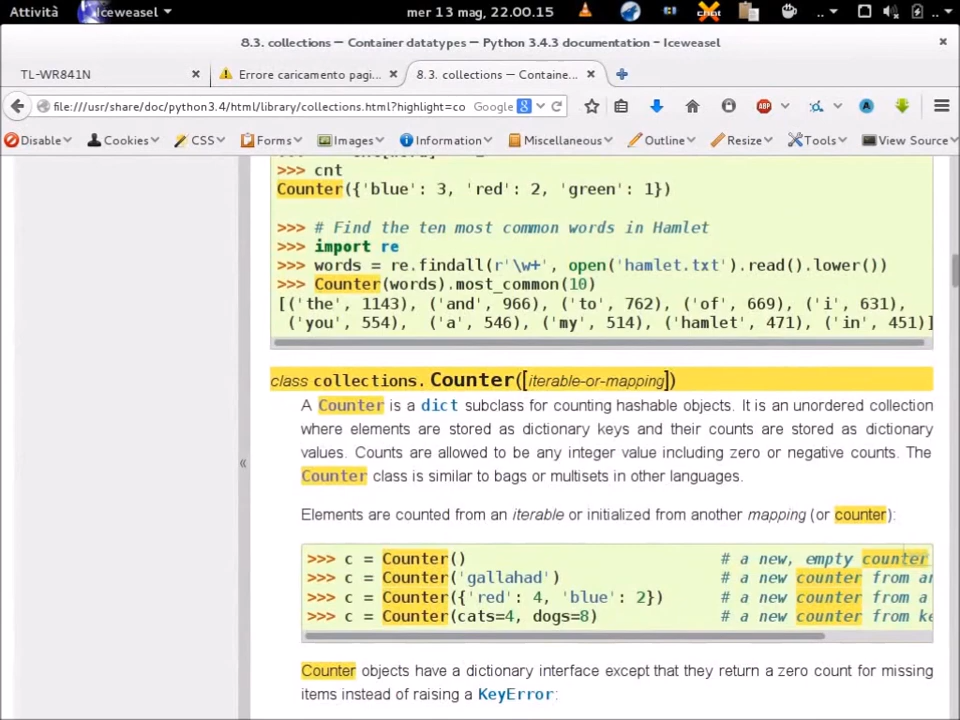 Attività Iceweasel mer 13 mag, 22.00.15
8.3. collections — Container datatypes — Python 3.4.3 documentation - Iceweasel
TL-WR841N Errore caricamento pagi... 8.3. collections — Containe...
file:///usr/share/doc/python3.4/html/library/collections.html?highlight=co Google
Disable Cookies CSS Forms Images Information Miscellaneous Outline Resize Tools View Source
>>> cnt
Counter({'blue': 3, 'red': 2, 'green': 1})
>>> # Find the ten most common words in Hamlet
>>> import re
>>> words = re.findall(r'\w+', open('hamlet.txt').read().lower())
>>> Counter(words).most_common(10)
[('the', 1143), ('and', 966), ('to', 762), ('of', 669), ('i', 631),
('you', 554), ('a', 546), ('my', 514), ('hamlet', 471), ('in', 451)]
class collections. Counter([iterable-or-mapping])
A Counter is a dict subclass for counting hashable objects. It is an unordered collection
where elements are stored as dictionary keys and their counts are stored as dictionary
values. Counts are allowed to be any integer value including zero or negative counts. The
Counter class is similar to bags or multisets in other languages.
Elements are counted from an iterable or initialized from another mapping (or counter):
>>> c = Counter() # a new, empty counter
>>> c = Counter('gallahad') # a new counter from an
>>> c = Counter({'red': 4, 'blue': 2}) # a new counter from a
>>> c = Counter(cats=4, dogs=8) # a new counter from ke
Counter objects have a dictionary interface except that they return a zero count for missing
items instead of raising a KeyError: